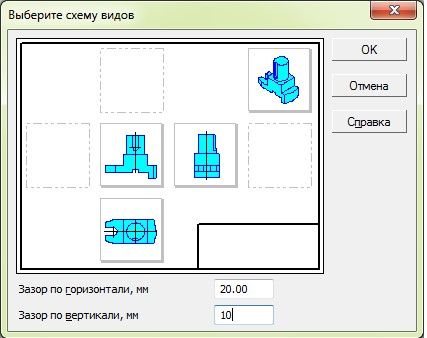 Выберите схему видов
OK
Отмена
Справка
Зазор по горизонтали, мм 20.00
Зазор по вертикали, мм 10